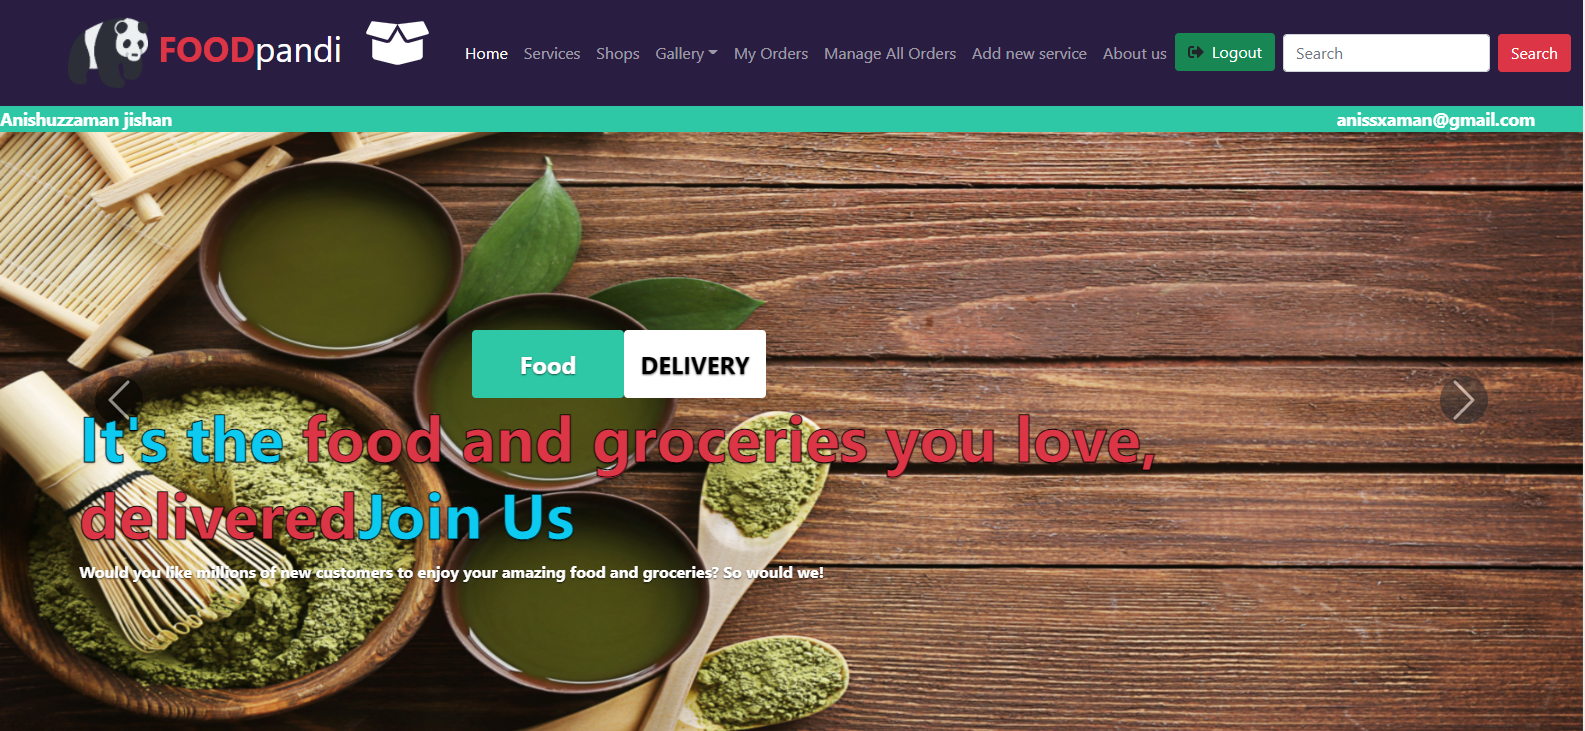 FOODpandi
Home Services Shops Gallery My Orders Manage All Orders Add new service About us Logout Search Search
Anishuzzaman jishan anissxaman@gmail.com
Food DELIVERY
It's the food and groceries you love,
deliveredJoin Us
Would you like millions of new customers to enjoy your amazing food and groceries? So would we!